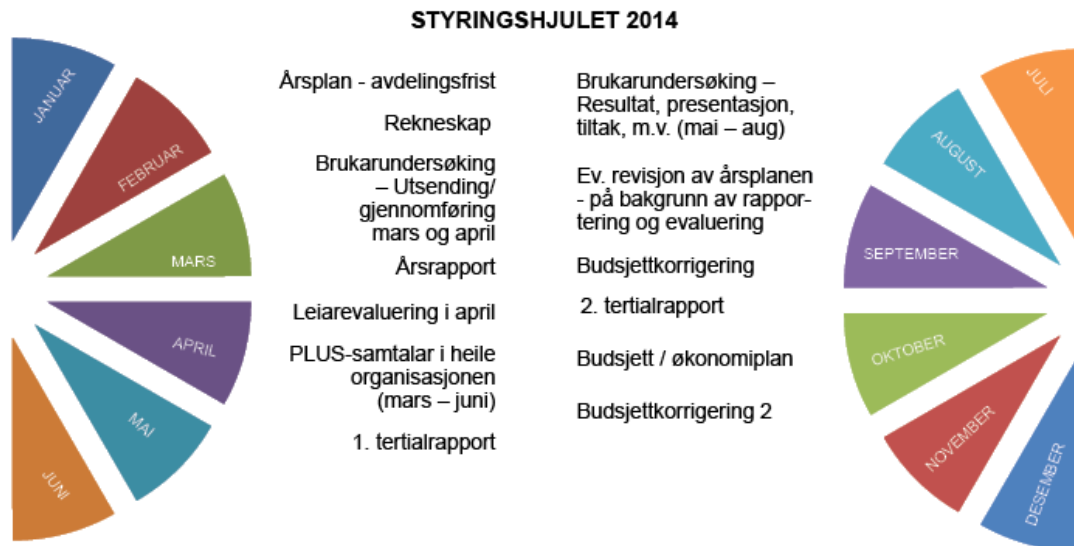 STYRINGSHJULET 2014
JANUAR
FEBRUAR
MARS
APRIL
MAI
JUNI
Årsplan - avdelingsfrist
Rekneskap
Brukarundersøking
– Utsending/
gjennomføring
mars og april
Årsrapport
Leiarevaluering i april
PLUS-samtalar i heile
organisasjonen
(mars – juni)
1. tertialrapport
Brukarundersøking –
Resultat, presentasjon,
tiltak, m.v. (mai – aug)
Ev. revisjon av årsplanen
- på bakgrunn av rappor-
tering og evaluering
Budsjettkorrigering
2. tertialrapport
Budsjett / økonomiplan
Budsjettkorrigering 2
JULI
AUGUST
SEPTEMBER
OKTOBER
NOVEMBER
DESEMBER